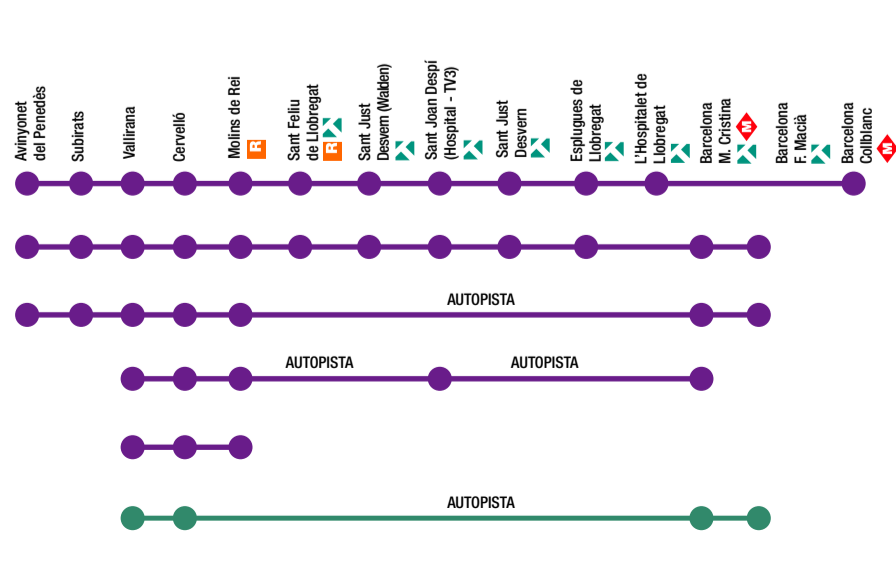 Avinyonet
del Penedès
Subirats
Vallirana
Cervelló
Molins de Rei
R
Sant Feliu
de Llobregat
R
Sant Just
Desvern (Walden)
Sant Joan Despí
(Hospital - TV3)
Sant Just
Desvern
Esplugues de
Llobregat
L'Hospitalet de
Llobregat
Barcelona
M. Cristina
M
Barcelona
F. Macià
Barcelona
Collblanc
M
AUTOPISTA
AUTOPISTA
AUTOPISTA
AUTOPISTA